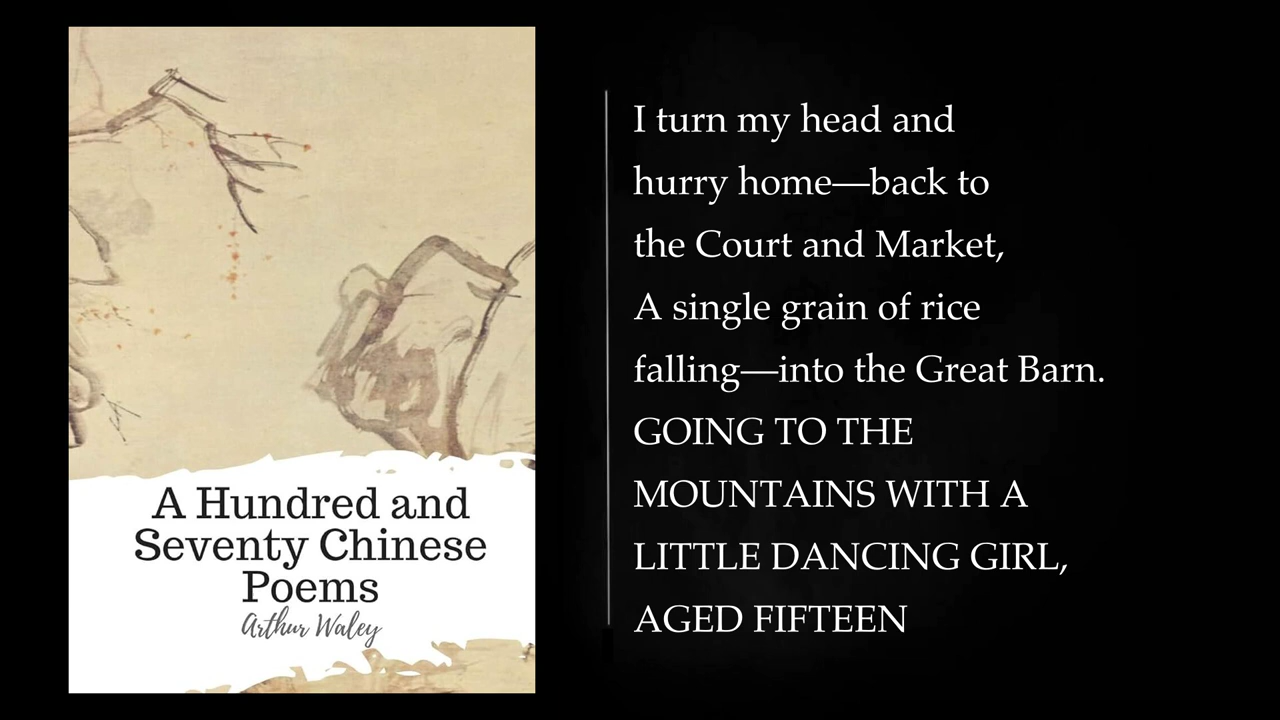 A Hundred and
Seventy Chinese
Poems
Arthur Waley
I turn my head and
hurry home—back to
the Court and Market,
A single grain of rice
falling—into the Great Barn.
GOING TO THE
MOUNTAINS WITH A
LITTLE DANCING GIRL,
AGED FIFTEEN